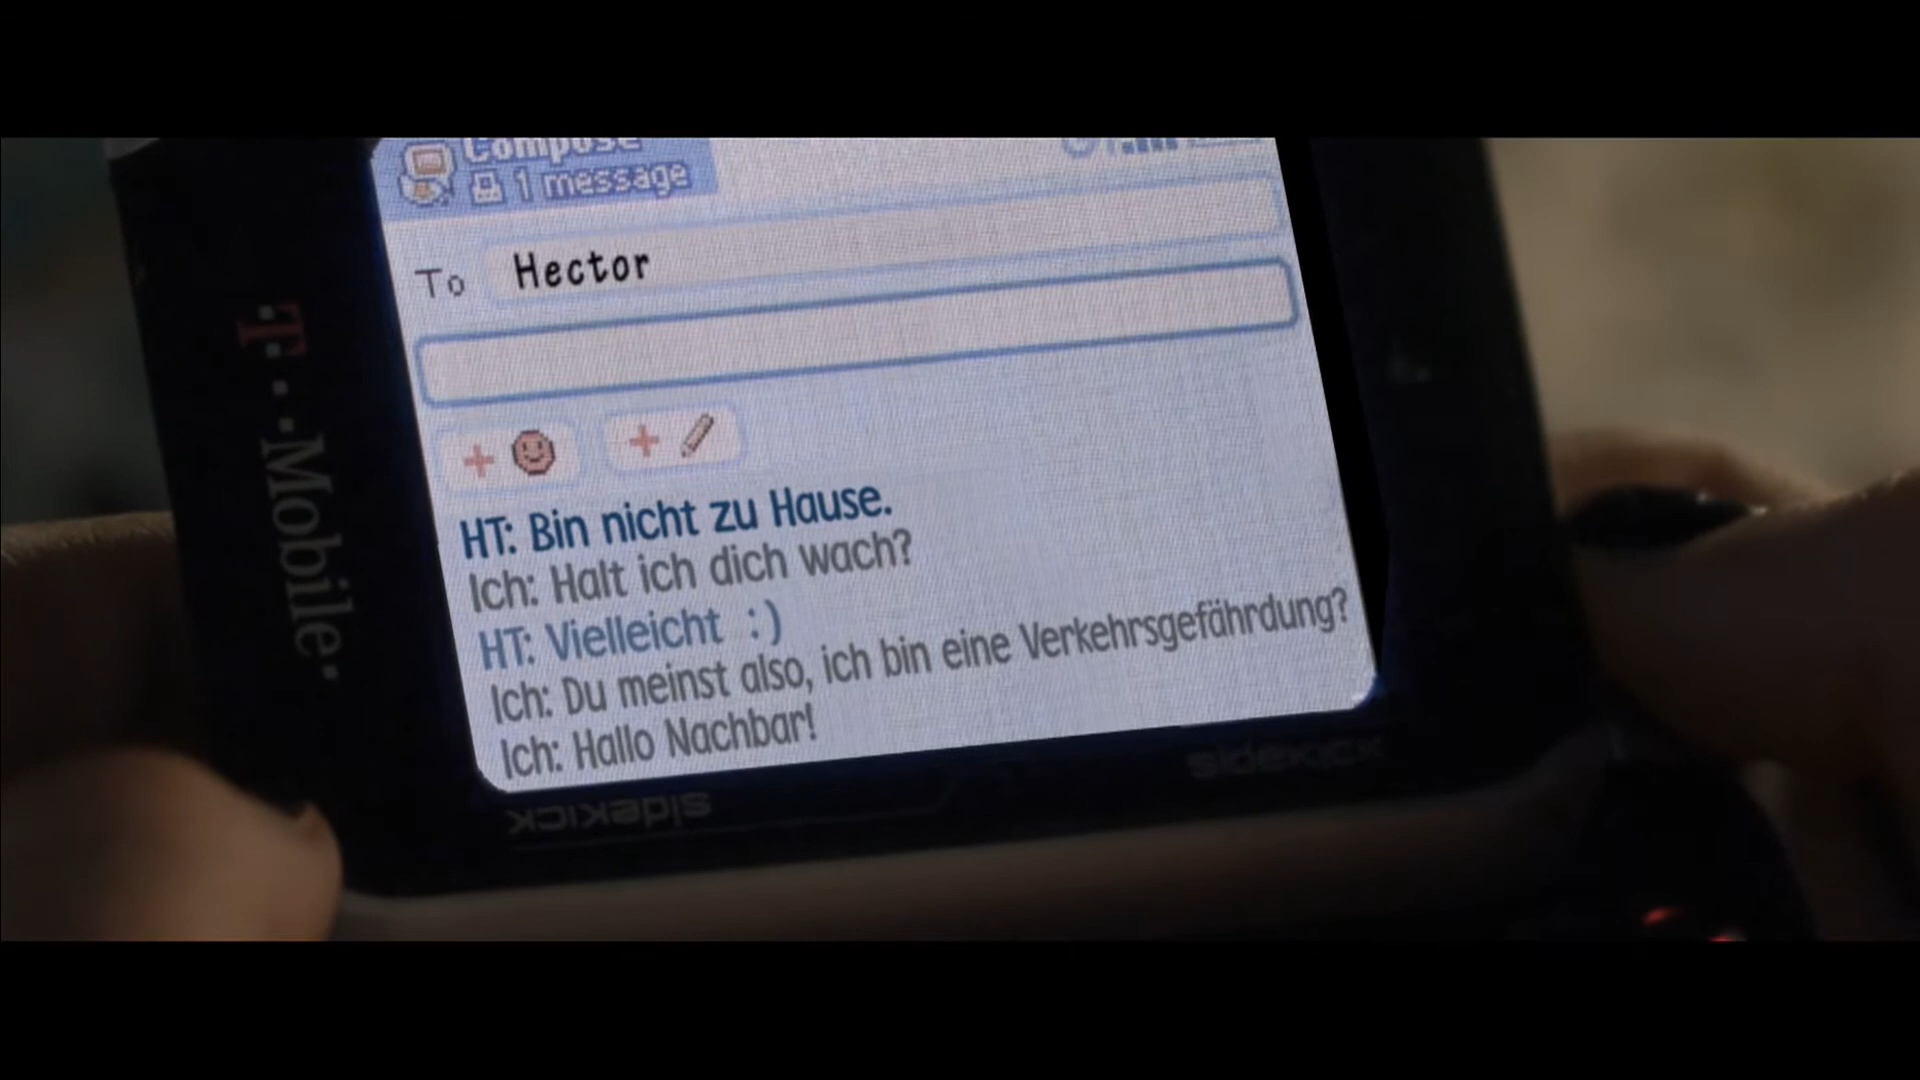 Compose
1 message
To Hector
HT: Bin nicht zu Hause.
Ich: Halt ich dich wach?
HT: Vielleicht :)
Ich: Du meinst also, ich bin eine Verkehrsgefährdung?
Ich: Hallo Nachbar!
T··Mobile·
sidekick
sidekick